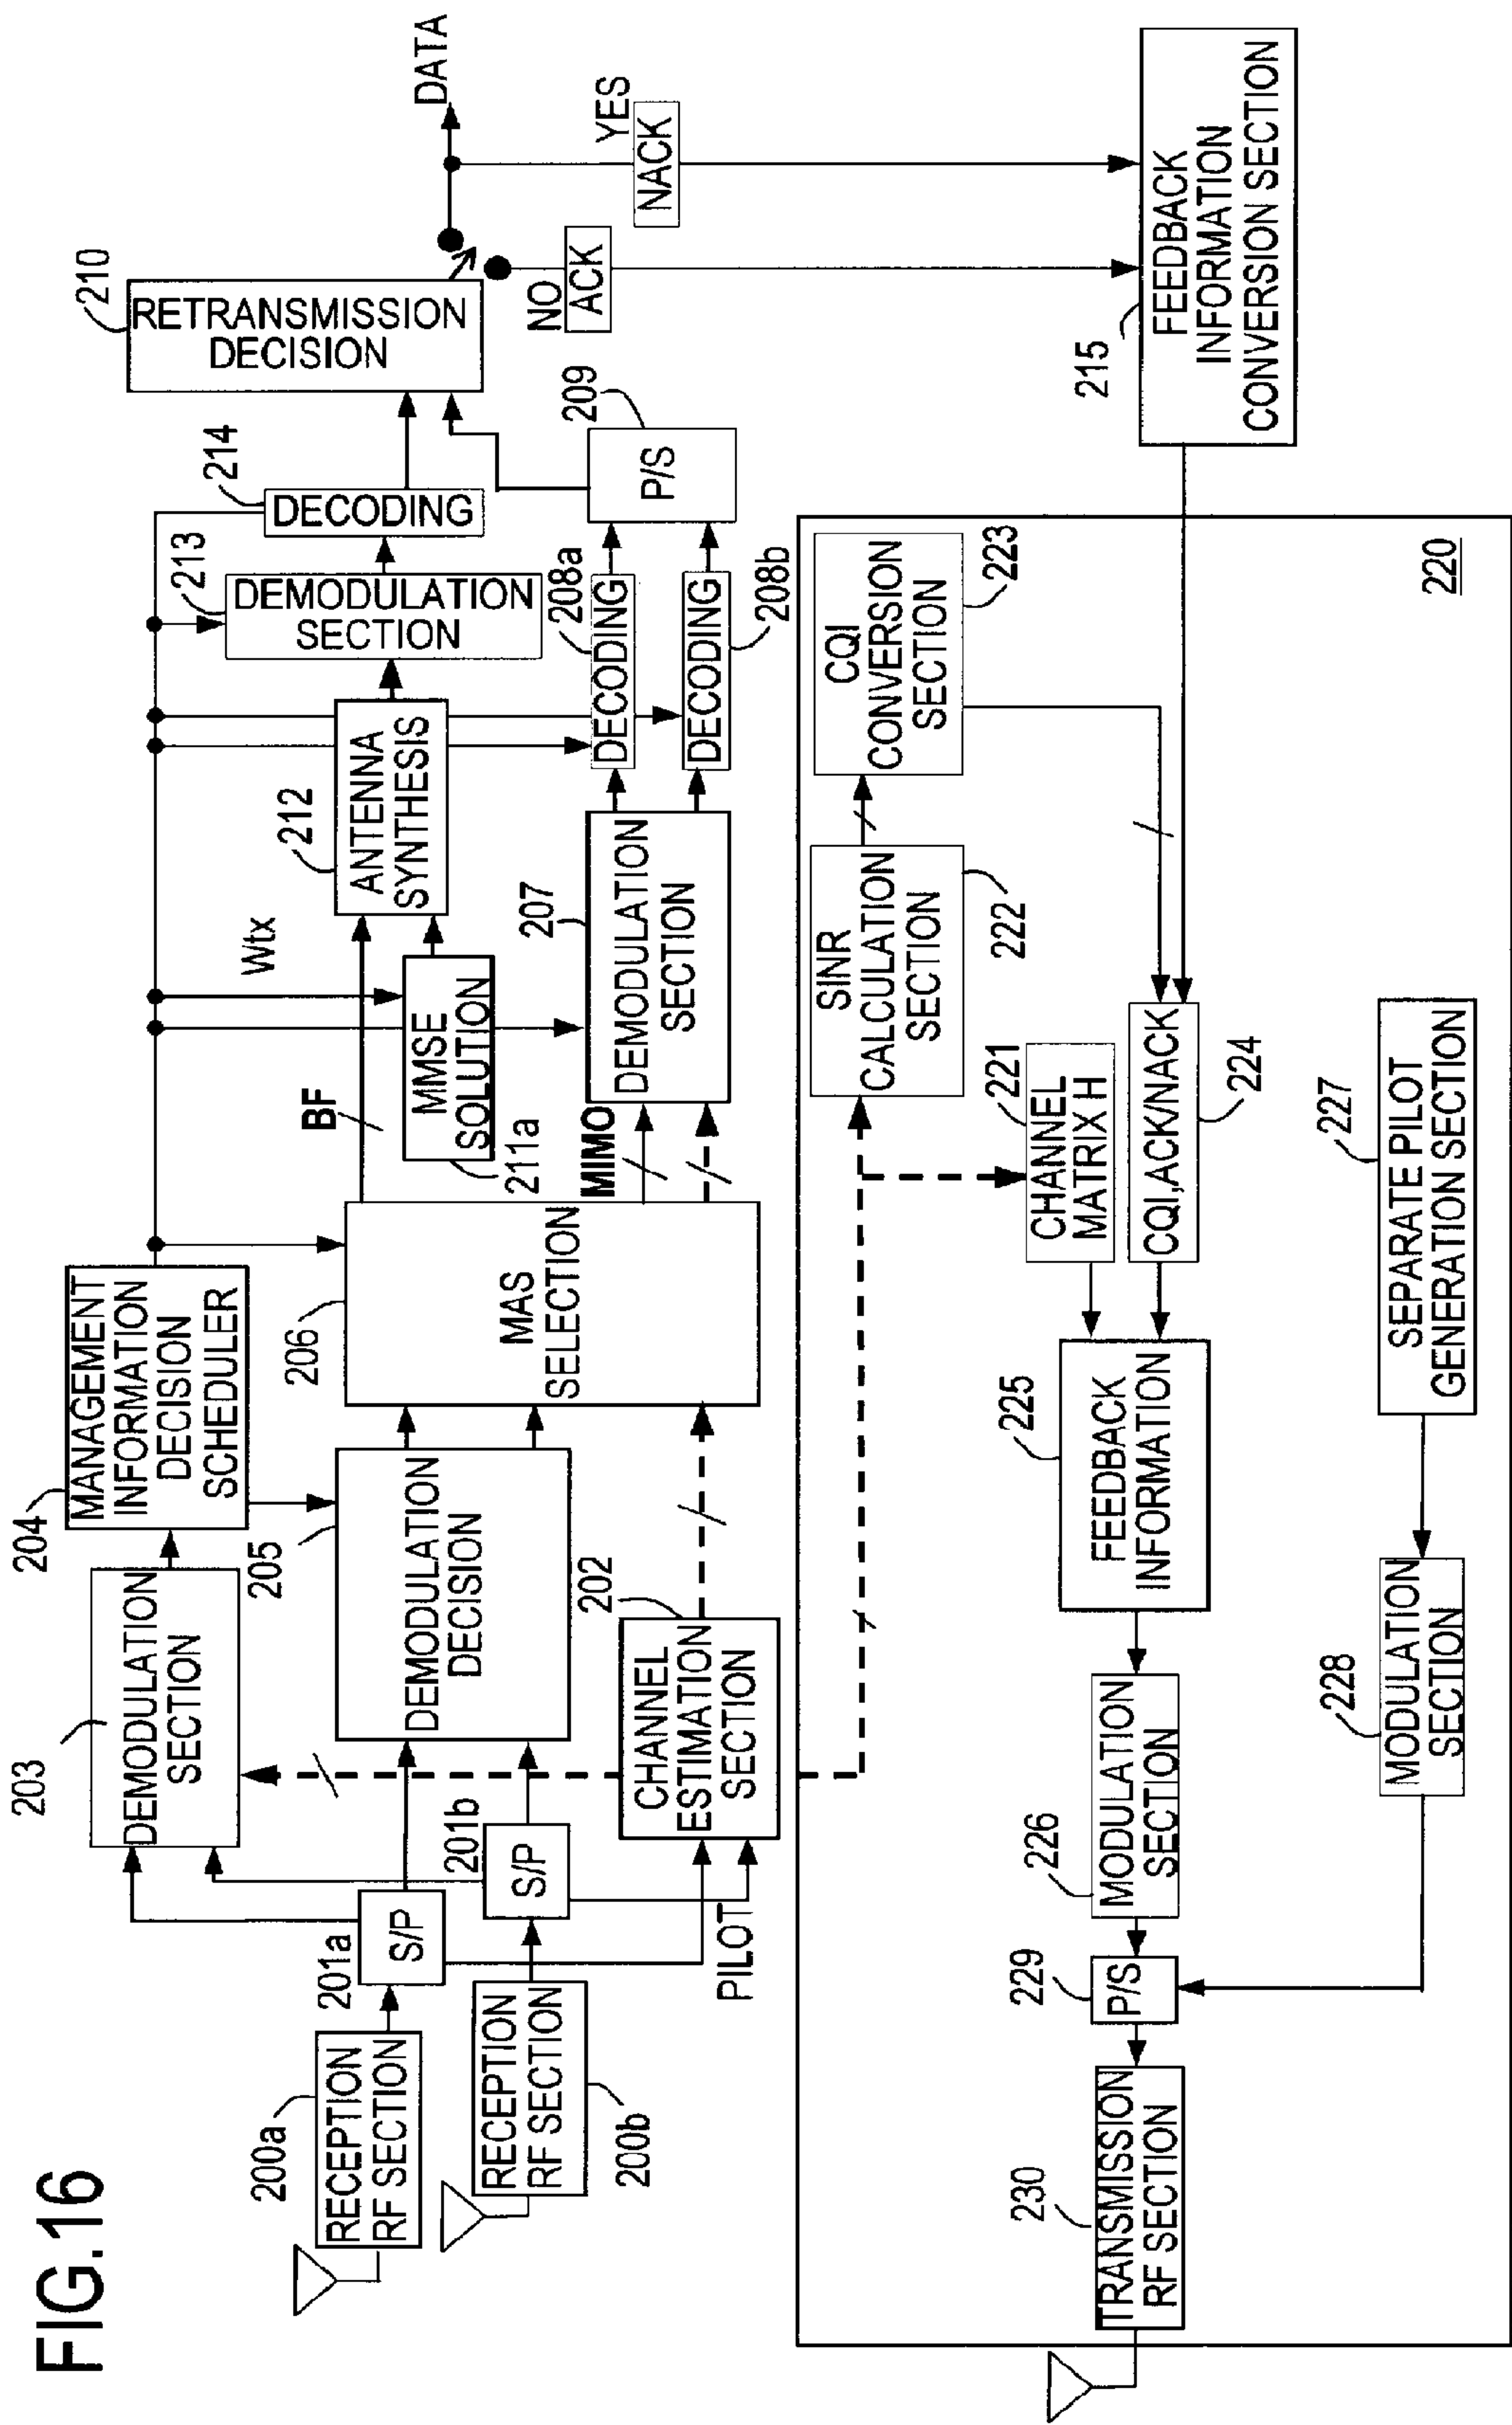 FIG.16
200a
RECEPTION
RF SECTION
RECEPTION
RF SECTION
200b
201a
S/P
201b
S/P
PILOT
203
DEMODULATION
SECTION
204
MANAGEMENT
INFORMATION
DECISION
SCHEDULER
205
DEMODULATION
DECISION
202
CHANNEL
ESTIMATION
SECTION
206
MAS
SELECTION
BF
MIMO
Wtx
MMSE
SOLUTION
211a
212
ANTENNA
SYNTHESIS
207
DEMODULATION
SECTION
213
DEMODULATION
SECTION
214
DECODING
208a
DECODING
DECODING
208b
209
P/S
210
RETRANSMISSION
DECISION
DATA
NO
ACK
YES
NACK
215
FEEDBACK
INFORMATION
CONVERSION SECTION
220
SINR
CALCULATION
SECTION
222
CQI
CONVERSION
SECTION
223
221
CHANNEL
MATRIX H
CQI,ACK/NACK
224
225
FEEDBACK
INFORMATION
226
MODULATION
SECTION
227
SEPARATE PILOT
GENERATION SECTION
228
MODULATION
SECTION
229
P/S
230
TRANSMISSION
RF SECTION